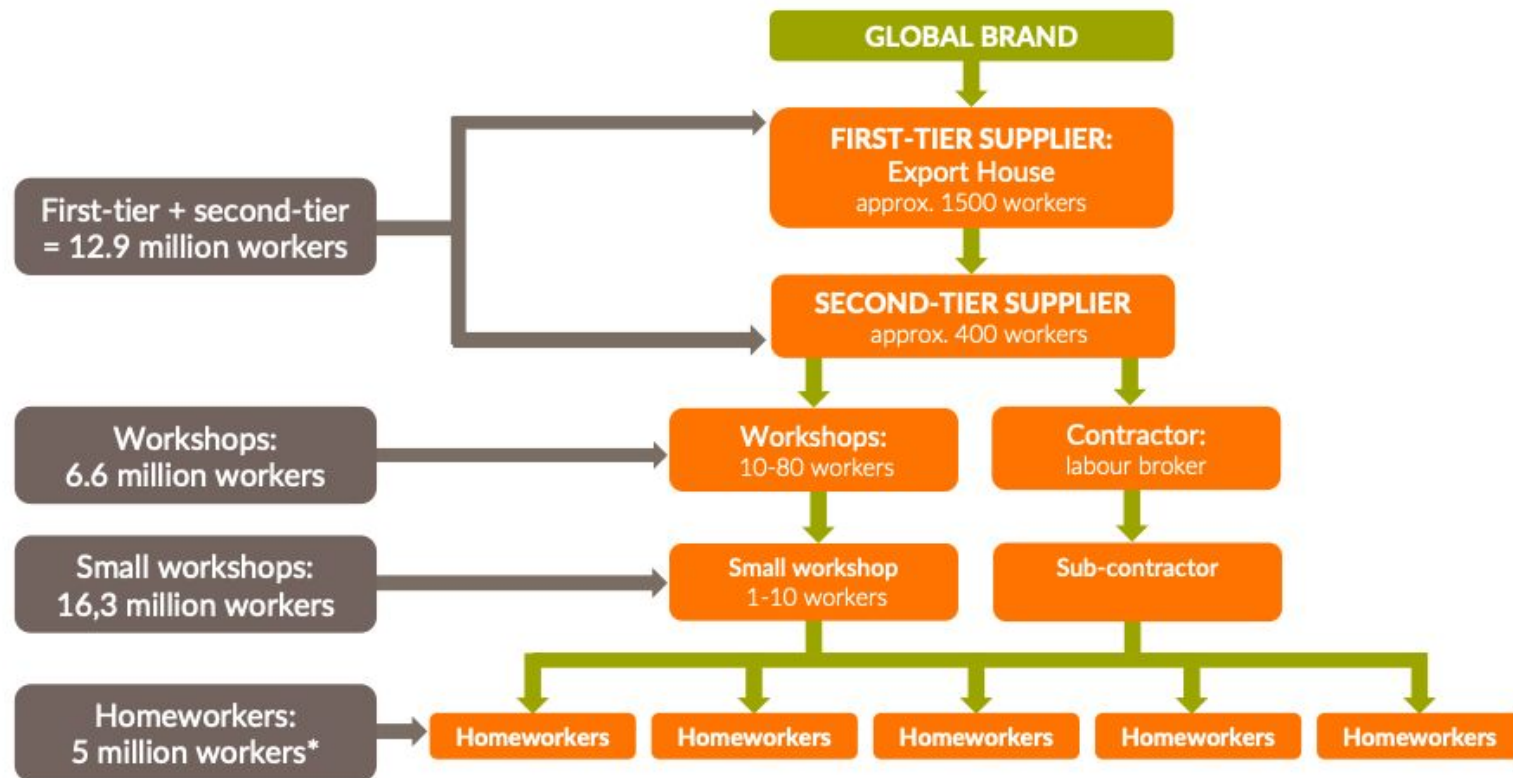 GLOBAL BRAND
FIRST-TIER SUPPLIER:
Export House
approx. 1500 workers
First-tier + second-tier
= 12.9 million workers
SECOND-TIER SUPPLIER
approx. 400 workers
Workshops:
6.6 million workers
Workshops:
10-80 workers
Contractor:
labour broker
Small workshops:
16,3 million workers
Small workshop
1-10 workers
Sub-contractor
Homeworkers:
5 million workers*
Homeworkers
Homeworkers
Homeworkers
Homeworkers
Homeworkers